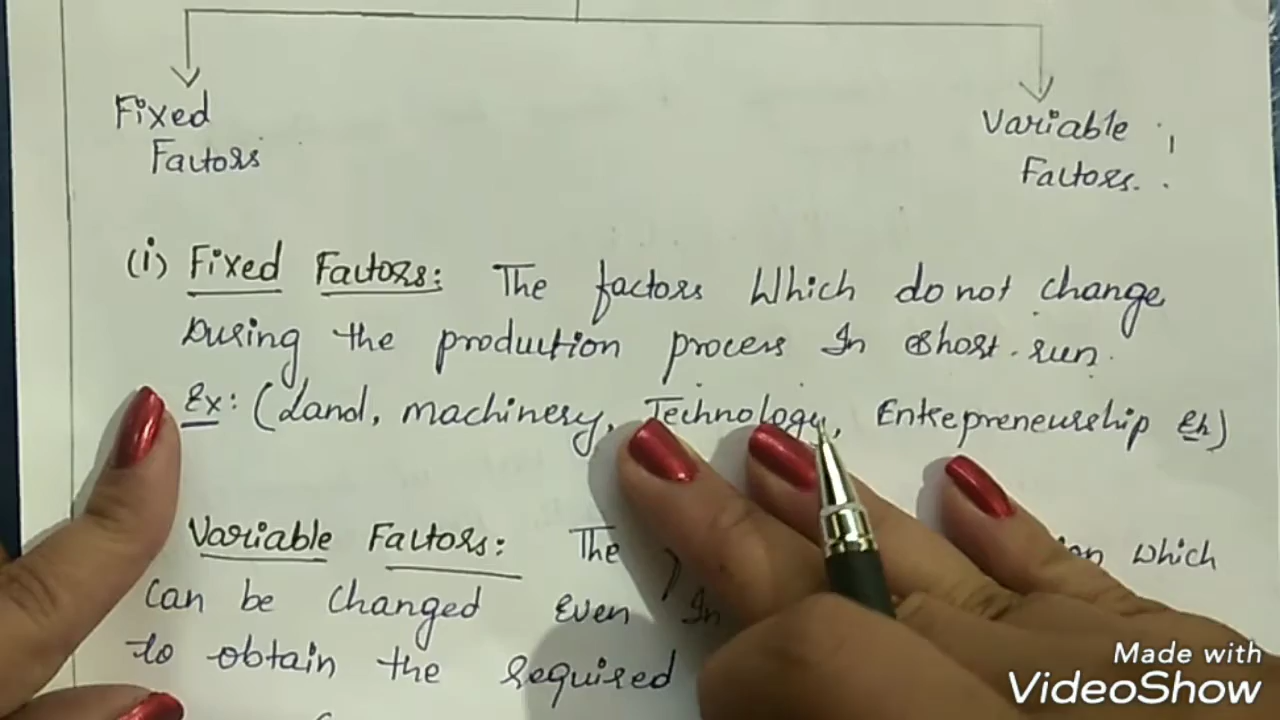 Fixed
Factors
Variable
Factors.
(i) Fixed Factors: The factors Which do not change
During the production process In short run.
Ex: (Land, machinery, Technology, Entrepreneurship
Variable Factors: The which
Can be Changed Even In
to obtain the required
Made with
VideoShow